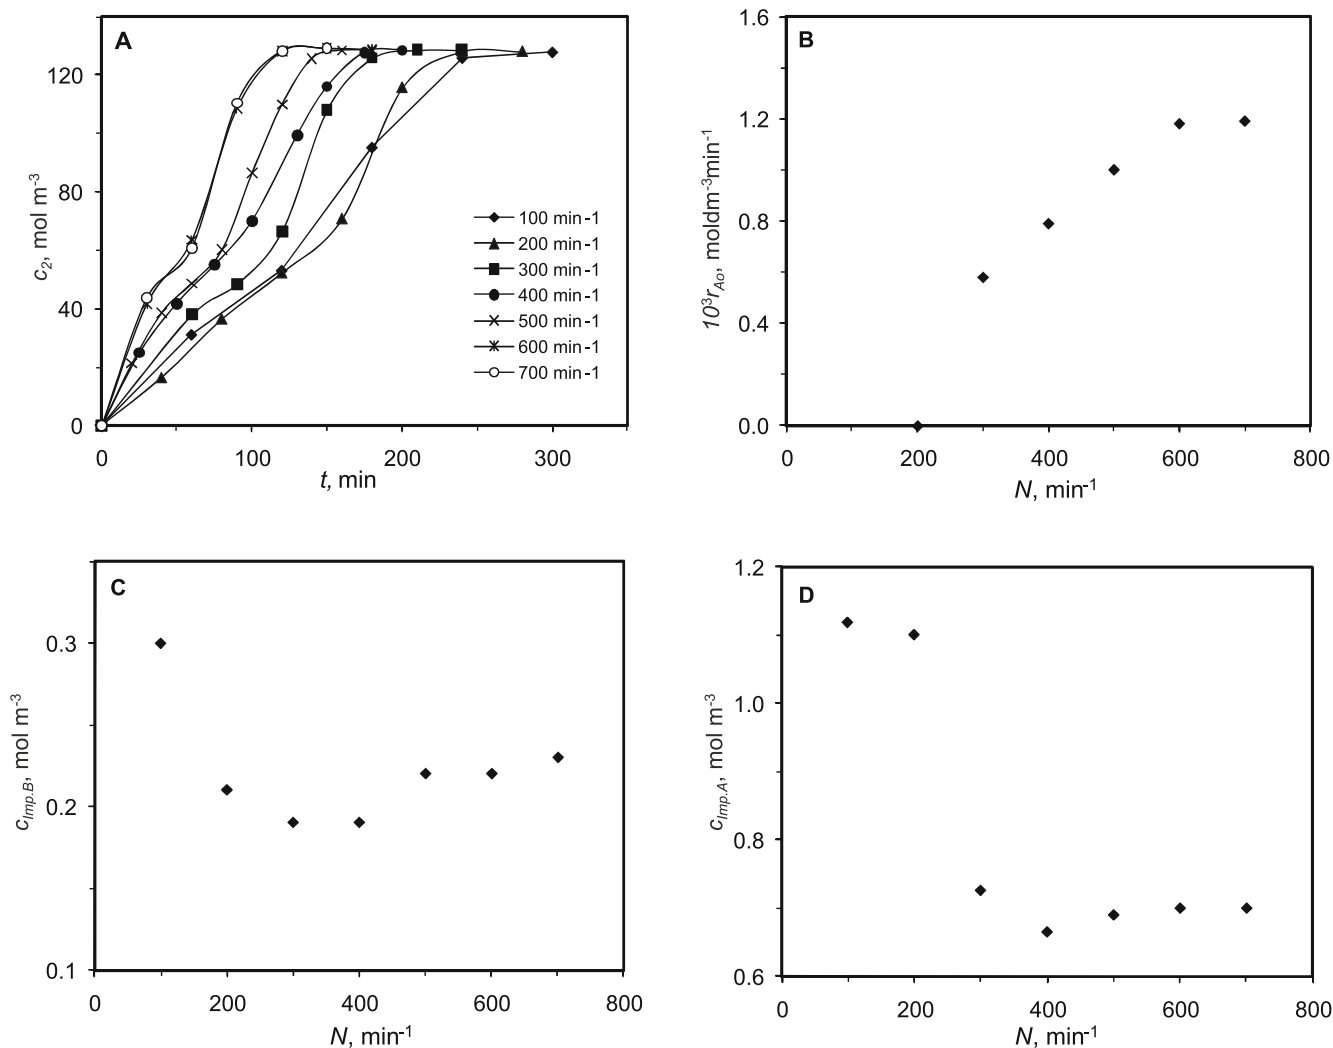 A
120
80
40
0
c2, mol m-3
0
100
200
300
t, min
100 min-1
200 min-1
300 min-1
400 min-1
500 min-1
600 min-1
700 min-1
B
1.6
1.2
0.8
0.4
0.0
10³rAo, moldm-3min-1
0
200
400
600
800
N, min-1
C
0.3
0.2
0.1
cImp.B, mol m-3
0
200
400
600
800
N, min-1
D
1.2
1.0
0.8
0.6
cImp.A, mol m-3
0
200
400
600
800
N, min-1